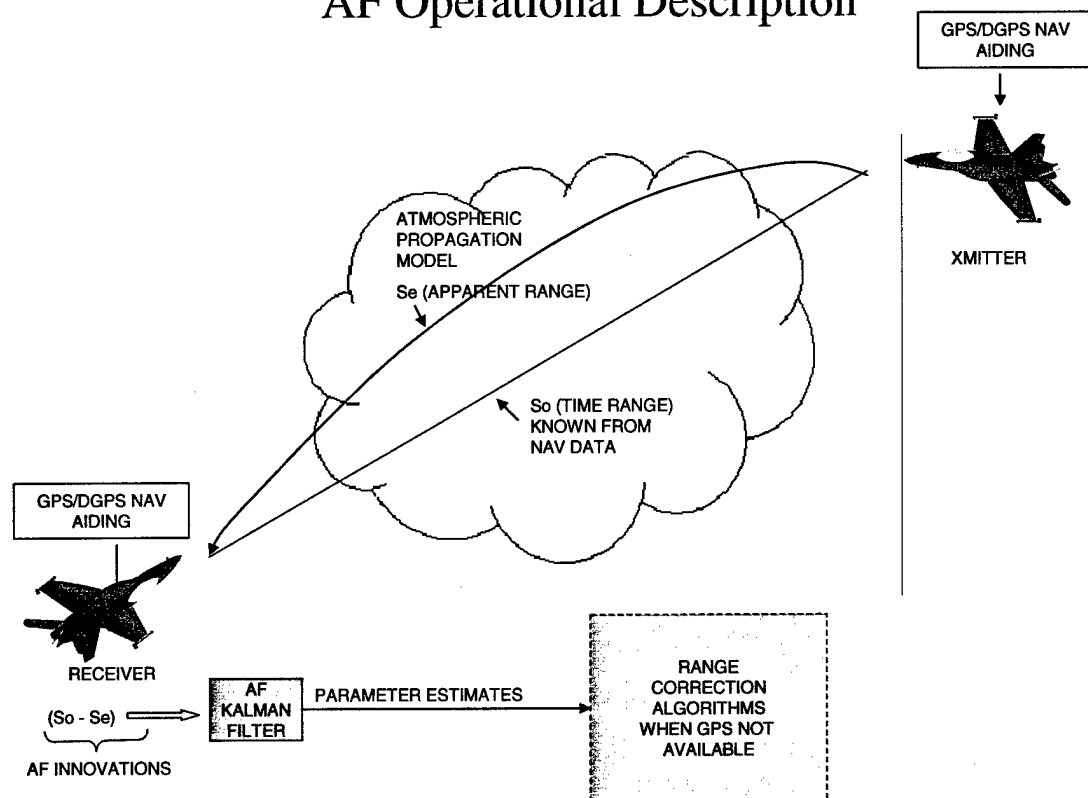 AF Operational Description
GPS/DGPS NAV
AIDING
XMITTER
ATMOSPHERIC
PROPAGATION
MODEL
Se (APPARENT RANGE)
So (TIME RANGE)
KNOWN FROM
NAV DATA
GPS/DGPS NAV
AIDING
RECEIVER
(So - Se)
AF INNOVATIONS
AF
KALMAN
FILTER
PARAMETER ESTIMATES
RANGE
CORRECTION
ALGORITHMS
WHEN GPS NOT
AVAILABLE